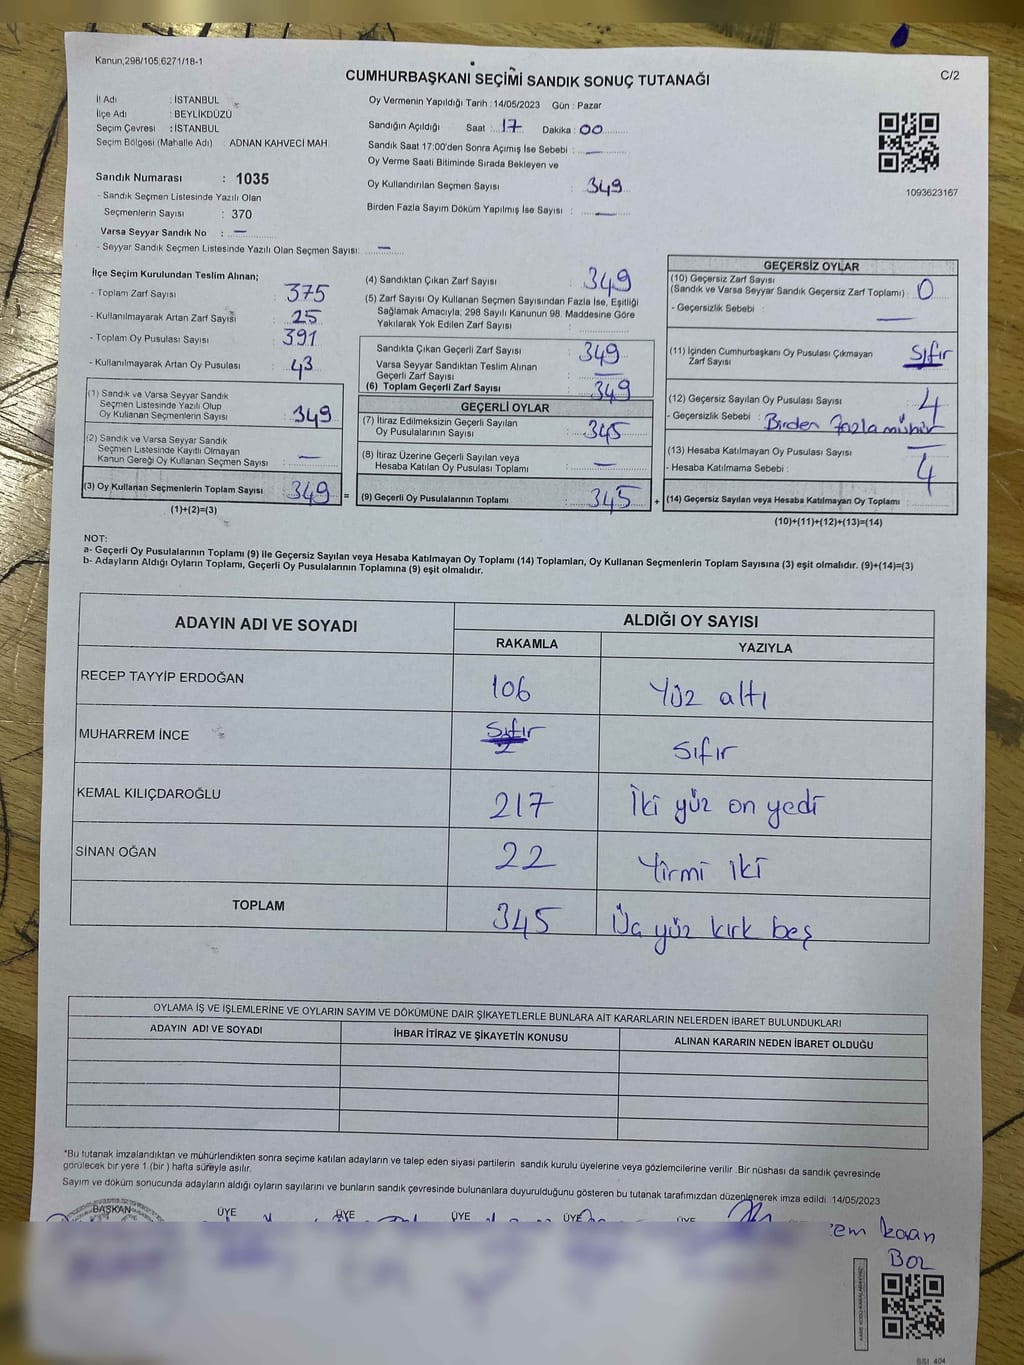 Kanun,298/105,6271/18-1
C/2
CUMHURBAŞKANI SEÇİMİ SANDIK SONUÇ TUTANAĞI
İl Adı : İSTANBUL
İlçe Adı : BEYLİKDÜZÜ
Seçim Çevresi : İSTANBUL
Seçim Bölgesi (Mahalle Adı) : ADNAN KAHVECİ MAH.
Sandık Numarası : 1035
- Sandık Seçmen Listesinde Yazılı Olan
Seçmenlerin Sayısı : 370
Varsa Seyyar Sandık No : —
- Seyyar Sandık Seçmen Listesinde Yazılı Olan Seçmen Sayısı: —
Oy Vermenin Yapıldığı Tarih : 14/05/2023 Gün : Pazar
Sandığın Açıldığı Saat : 17 Dakika : 00
Sandık Saat 17:00'den Sonra Açımış İse Sebebi : —
Oy Verme Saati Bitiminde Sırada Bekleyen ve
Oy Kullandırılan Seçmen Sayısı : 349
Birden Fazla Sayım Döküm Yapılmış İse Sayısı : —
1093623167
İlçe Seçim Kurulundan Teslim Alınan;
- Toplam Zarf Sayısı : 375
- Kullanılmayarak Artan Zarf Sayısı : 25
- Toplam Oy Pusulası Sayısı : 391
- Kullanılmayarak Artan Oy Pusulası : 43
(1) Sandık ve Varsa Seyyar Sandık
Seçmen Listesinde Yazılı Olup
Oy Kullanan Seçmenlerin Sayısı : 349
(2) Sandık ve Varsa Seyyar Sandık
Seçmen Listesinde Kayıtlı Olmayan
Kanun Gereği Oy Kullanan Seçmen Sayısı : —
(3) Oy Kullanan Seçmenlerin Toplam Sayısı : 349 =
(1)+(2)=(3)
(4) Sandıktan Çıkan Zarf Sayısı : 349
(5) Zarf Sayısı Oy Kullanan Seçmen Sayısından Fazla İse, Eşitliği
Sağlamak Amacıyla; 298 Sayılı Kanunun 98. Maddesine Göre
Yakılarak Yok Edilen Zarf Sayısı :
Sandıkta Çıkan Geçerli Zarf Sayısı : 349
Varsa Seyyar Sandıktan Teslim Alınan
Geçerli Zarf Sayısı : —
(6) Toplam Geçerli Zarf Sayısı : 349
GEÇERLİ OYLAR
(7) İtiraz Edilmeksizin Geçerli Sayılan
Oy Pusulalarının Sayısı : 345
(8) İtiraz Üzerine Geçerli Sayılan veya
Hesaba Katılan Oy Pusulası Toplamı : —
(9) Geçerli Oy Pusulalarının Toplamı : 345 +
GEÇERSİZ OYLAR
(10) Geçersiz Zarf Sayısı
(Sandık ve Varsa Seyyar Sandık Geçersiz Zarf Toplamı) : 0
- Geçersizlik Sebebi : —
(11) İçinden Cumhurbaşkanı Oy Pusulası Çıkmayan
Zarf Sayısı : Sıfır
(12) Geçersiz Sayılan Oy Pusulası Sayısı : 4
- Geçersizlik Sebebi : Birden fazla mühür
(13) Hesaba Katılmayan Oy Pusulası Sayısı : —
- Hesaba Katılmama Sebebi :
(14) Geçersiz Sayılan veya Hesaba Katılmayan Oy Toplamı : 4
(10)+(11)+(12)+(13)=(14)
NOT:
a- Geçerli Oy Pusulalarının Toplamı (9) ile Geçersiz Sayılan veya Hesaba Katılmayan Oy Toplamı (14) Toplamları, Oy Kullanan Seçmenlerin Toplam Sayısına (3) eşit olmalıdır. (9)+(14)=(3)
b- Adayların Aldığı Oyların Toplamı, Geçerli Oy Pusulalarının Toplamına (9) eşit olmalıdır.
ADAYIN ADI VE SOYADI
ALDIĞI OY SAYISI
RAKAMLA YAZIYLA
RECEP TAYYİP ERDOĞAN 106 Yüz altı
MUHARREM İNCE Sıfır Sıfır
KEMAL KILIÇDAROĞLU 217 İki yüz on yedi
SİNAN OĞAN 22 Yirmi iki
TOPLAM 345 Üç yüz kırk beş
OYLAMA İŞ VE İŞLEMLERİNE VE OYLARIN SAYIM VE DÖKÜMÜNE DAİR ŞİKAYETLERLE BUNLARA AİT KARARLARIN NELERDEN İBARET BULUNDUKLARI
ADAYIN ADI VE SOYADI İHBAR İTİRAZ VE ŞİKAYETİN KONUSU ALINAN KARARIN NEDEN İBARET OLDUĞU
*Bu tutanak imzalandıktan ve mühürlendikten sonra seçime katılan adayların ve talep eden siyasi partilerin sandık kurulu üyelerine veya gözlemcilerine verilir. Bir nüshası da sandık çevresinde
görülecek bir yere 1 (bir ) hafta süreyle asılır.
Sayım ve döküm sonucunda adayların aldığı oyların sayılarını ve bunların sandık çevresinde bulunanlara duyurulduğunu gösteren bu tutanak tarafımızdan düzenlenerek imza edildi. 14/05/2023
BAŞKAN ÜYE ÜYE ÜYE ÜYE ÜYE
em kaan
BOL
SSİ 404